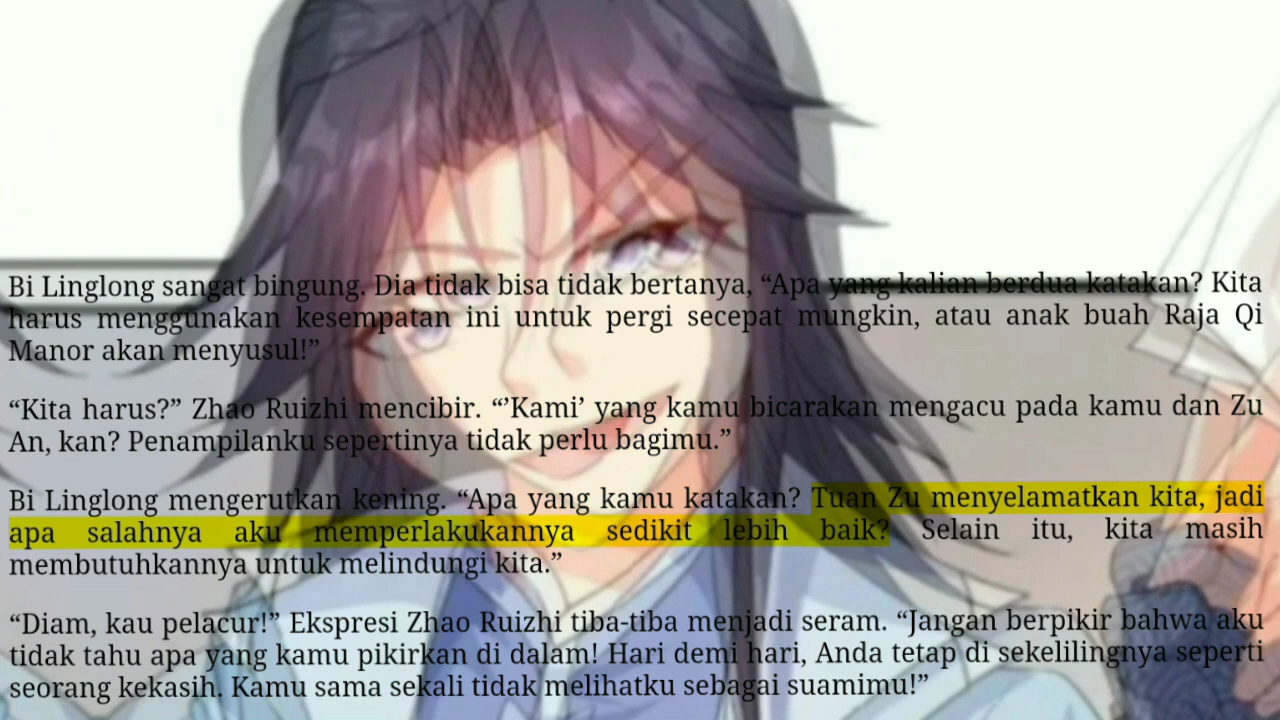 Bi Linglong sangat bingung. Dia tidak bisa tidak bertanya, “Apa yang kalian berdua katakan? Kita
harus menggunakan kesempatan ini untuk pergi secepat mungkin, atau anak buah Raja Qi
Manor akan menyusul!”
“Kita harus?” Zhao Ruizhi mencibir. “’Kami’ yang kamu bicarakan mengacu pada kamu dan Zu
An, kan? Penampilanku sepertinya tidak perlu bagimu.”
Bi Linglong mengerutkan kening. “Apa yang kamu katakan? Tuan Zu menyelamatkan kita, jadi
apa salahnya aku memperlakukannya sedikit lebih baik? Selain itu, kita masih
membutuhkannya untuk melindungi kita.”
“Diam, kau pelacur!” Ekspresi Zhao Ruizhi tiba-tiba menjadi seram. “Jangan berpikir bahwa aku
tidak tahu apa yang kamu pikirkan di dalam! Hari demi hari, Anda tetap di sekelilingnya seperti
seorang kekasih. Kamu sama sekali tidak melihatku sebagai suamimu!”